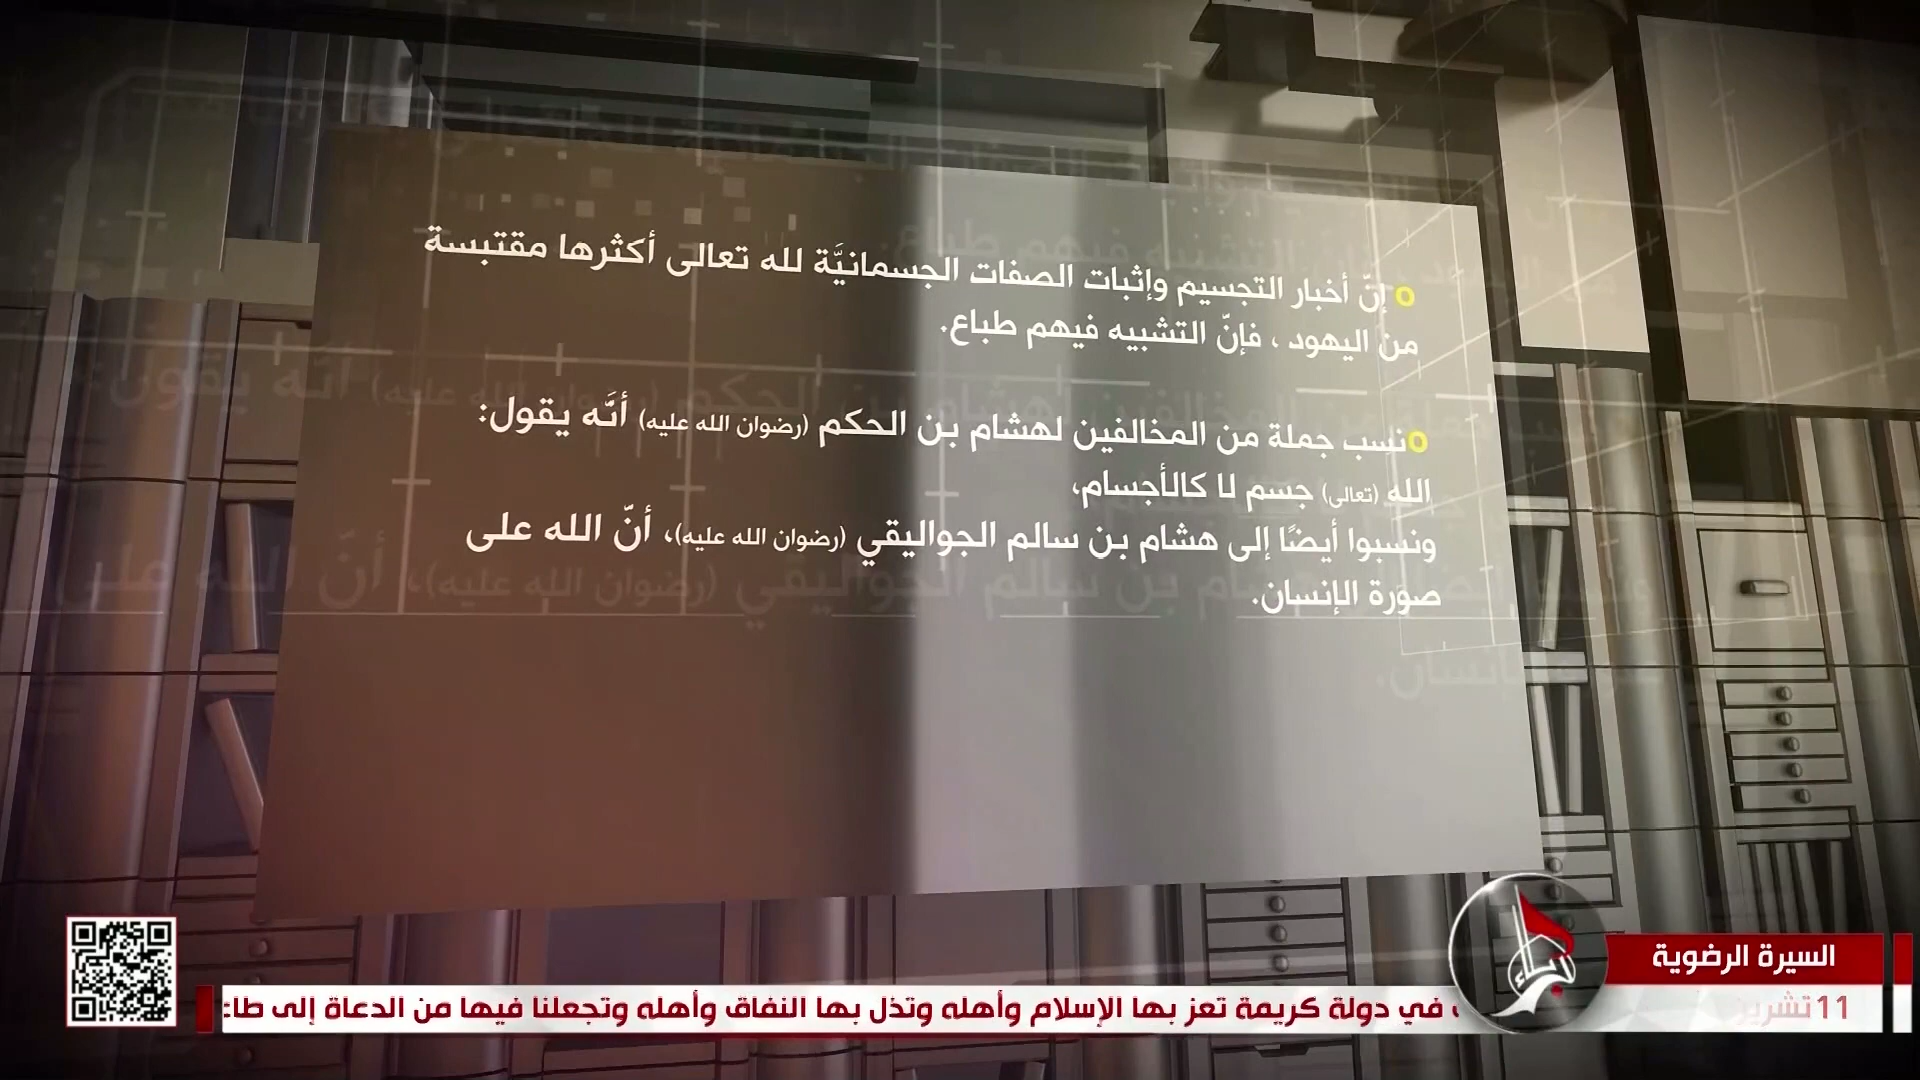 o إنّ أخبار التجسيم وإثبات الصفات الجسمانيَّة لله تعالى أكثرها مقتبسة
من اليهود ، فإنّ التشبيه فيهم طباع.
o نسب جملة من المخالفين لهشام بن الحكم (رضوان الله عليه) أنَّه يقول:
الله (تعالى) جسم لا كالأجسام،
ونسبوا أيضًا إلى هشام بن سالم الجواليقي (رضوان الله عليه)، أنّ الله على
صورة الإنسان.
السيرة الرضوية
11 تشرين
في دولة كريمة تعز بها الإسلام وأهله وتذل بها النفاق وأهله وتجعلنا فيها من الدعاة إلى